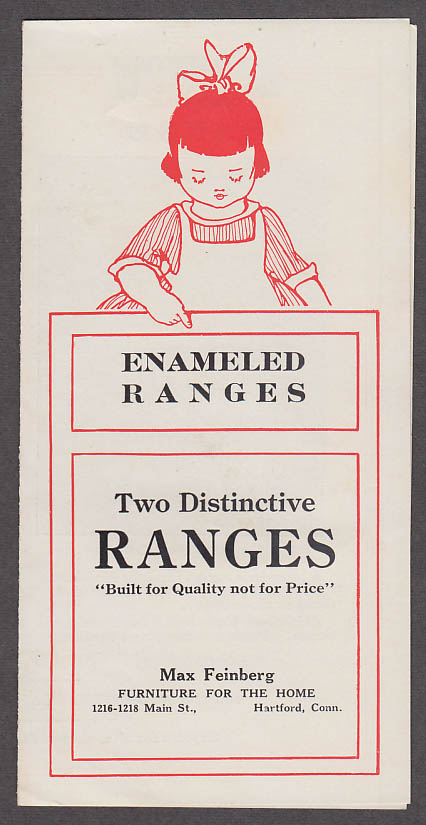 ENAMELED
RANGES
Two Distinctive
RANGES
"Built for Quality not for Price"
Max Feinberg
FURNITURE FOR THE HOME
1216-1218 Main St., Hartford, Conn.